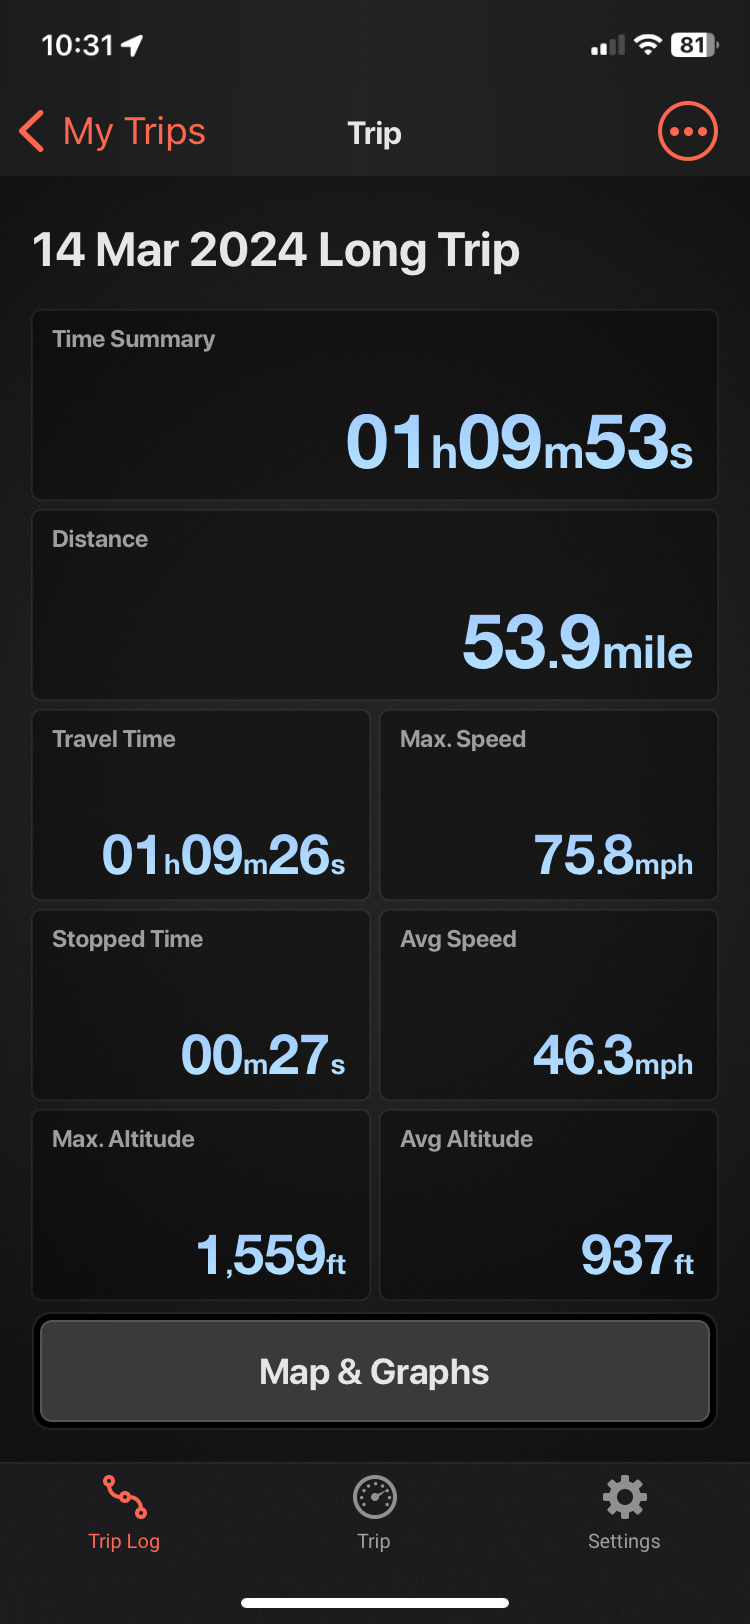 10:31 81
My Trips Trip
14 Mar 2024 Long Trip
Time Summary
01h09m53s
Distance
53.9mile
Travel Time Max. Speed
01h09m26s 75.8mph
Stopped Time Avg Speed
00m27s 46.3mph
Max. Altitude Avg Altitude
1,559ft 937ft
Map & Graphs
Trip Log Trip Settings